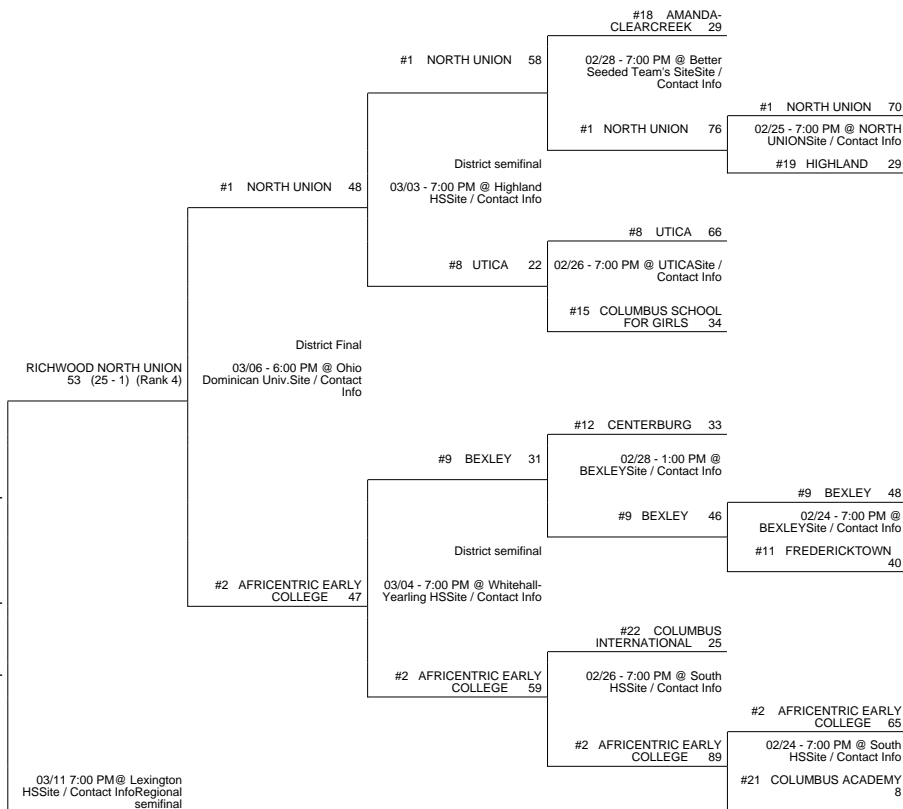 #18 AMANDA-
CLEARCREEK 29
#1 NORTH UNION 58
02/28 - 7:00 PM @ Better
Seeded Team's SiteSite /
Contact Info
#1 NORTH UNION 70
#1 NORTH UNION 76
02/25 - 7:00 PM @ NORTH
UNIONSite / Contact Info
District semifinal
#19 HIGHLAND 29
#1 NORTH UNION 48
03/03 - 7:00 PM @ Highland
HSSite / Contact Info
#8 UTICA 66
#8 UTICA 22
02/26 - 7:00 PM @ UTICASite /
Contact Info
#15 COLUMBUS SCHOOL
FOR GIRLS 34
District Final
RICHWOOD NORTH UNION
53 (25 - 1) (Rank 4)
03/06 - 6:00 PM @ Ohio
Dominican Univ.Site / Contact
Info
#12 CENTERBURG 33
#9 BEXLEY 31
02/28 - 1:00 PM @
BEXLEYSite / Contact Info
#9 BEXLEY 48
#9 BEXLEY 46
02/24 - 7:00 PM @
BEXLEYSite / Contact Info
District semifinal
#11 FREDERICKTOWN
40
#2 AFRICENTRIC EARLY
COLLEGE 47
03/04 - 7:00 PM @ Whitehall-
Yearling HSSite / Contact Info
#22 COLUMBUS
INTERNATIONAL 25
#2 AFRICENTRIC EARLY
COLLEGE 59
02/26 - 7:00 PM @ South
HSSite / Contact Info
#2 AFRICENTRIC EARLY
COLLEGE 65
#2 AFRICENTRIC EARLY
COLLEGE 89
02/24 - 7:00 PM @ South
HSSite / Contact Info
03/11 7:00 PM@ Lexington
HSSite / Contact InfoRegional
semifinal
#21 COLUMBUS ACADEMY
8